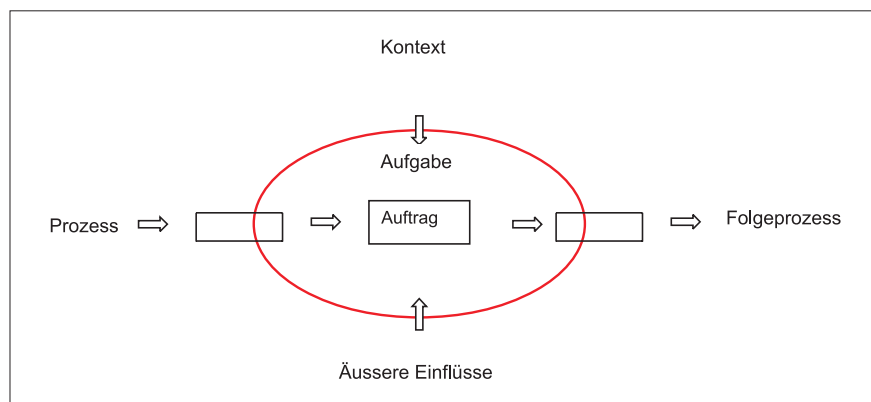 Kontext
Aufgabe
Prozess
Auftrag
Folgeprozess
Äussere Einflüsse